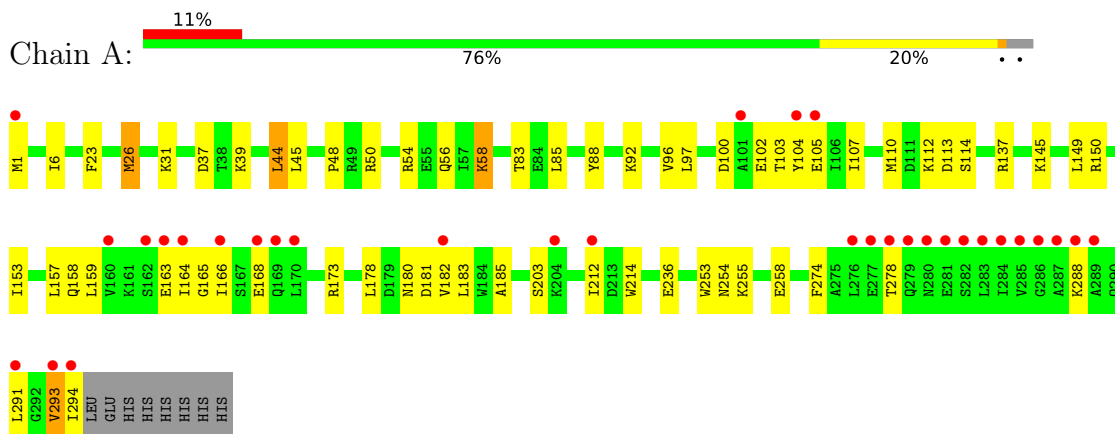 11%
Chain A:
76% 20% • •
M1 I6 F23 M26 K31 D37 T38 K39 L44 L45 P48 R49 R50 R54 E55 Q56 I57 K58 T83 E84 L85 Y88 K92 V96 L97 D100 A101 E102 T103 Y104 E105 I106 I107 M110 D111 K112 D113 S114 R137 K145 L149 R150
I153 L157 Q158 L159 V160 K161 S162 E163 I164 G165 I166 S167 E168 Q169 L170 R173 L178 D179 N180 D181 V182 L183 W184 A185 S203 K204 I212 D213 W214 E236 W253 N254 K255 E258 F274 A275 L276 E277 T278 Q279 N280 E281 S282 L283 I284 V285 G286 A287 K288 A289
L291 G292 V293 I294 LEU GLU HIS HIS HIS HIS HIS HIS